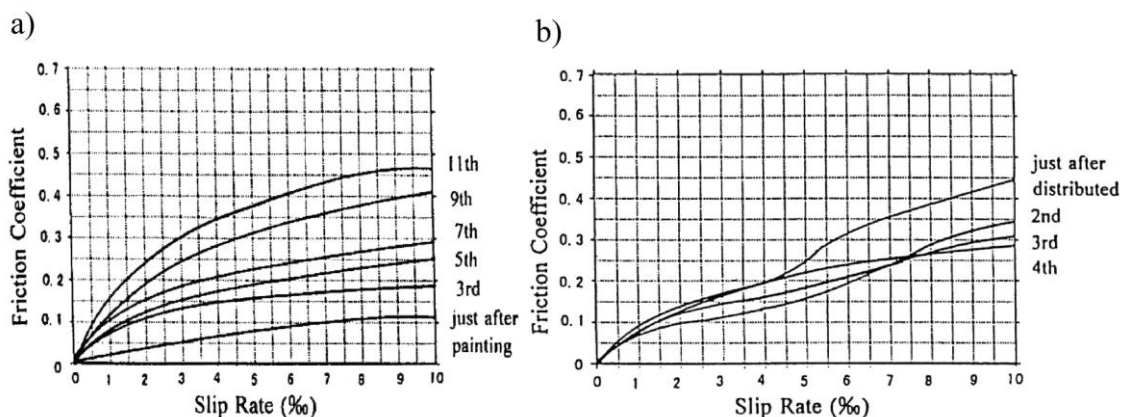 a)
Friction Coefficient
0.7
0.6
0.5
0.4
0.3
0.2
0.1
0
0 1 2 3 4 5 6 7 8 9 10
Slip Rate (‰)
11th
9th
7th
5th
3rd
just after
painting
b)
Friction Coefficient
0.7
0.6
0.5
0.4
0.3
0.2
0.1
0
0 1 2 3 4 5 6 7 8 9 10
Slip Rate (‰)
just after
distributed
2nd
3rd
4th